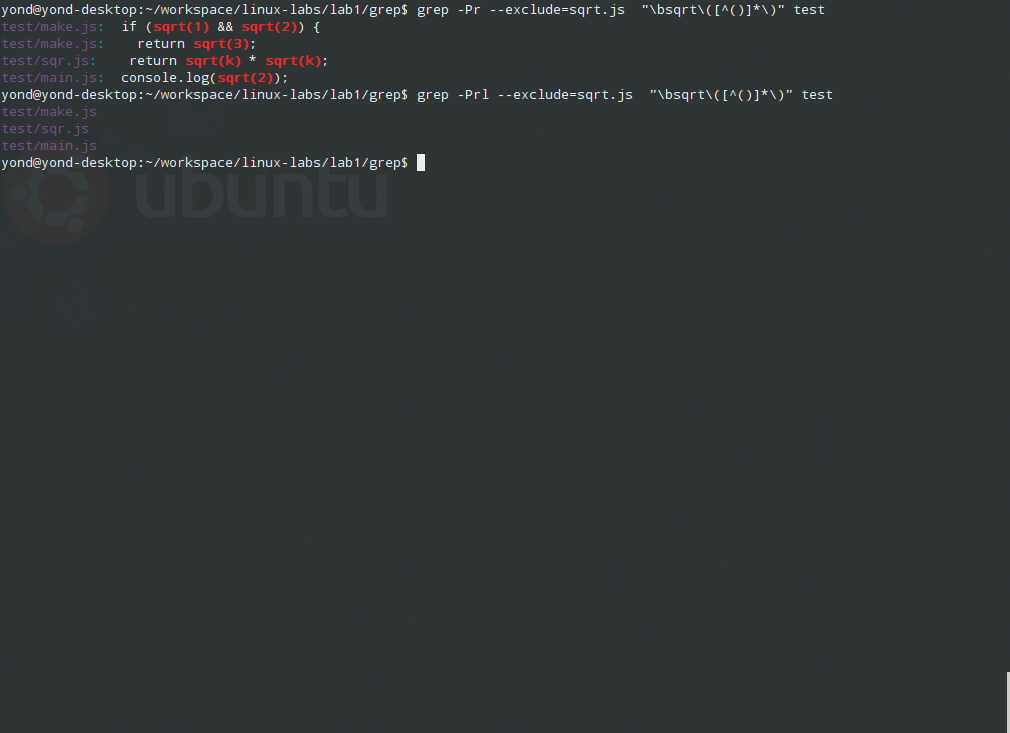 yond@yond-desktop:~/workspace/linux-labs/lab1/grep$ grep -Pr --exclude=sqrt.js  "\bsqrt\([^()]*\)" test
test/make.js:  if (sqrt(1) && sqrt(2)) {
test/make.js:    return sqrt(3);
test/sqr.js:    return sqrt(k) * sqrt(k);
test/main.js:  console.log(sqrt(2));
yond@yond-desktop:~/workspace/linux-labs/lab1/grep$ grep -Prl --exclude=sqrt.js  "\bsqrt\([^()]*\)" test
test/make.js
test/sqr.js
test/main.js
yond@yond-desktop:~/workspace/linux-labs/lab1/grep$
ubuntu